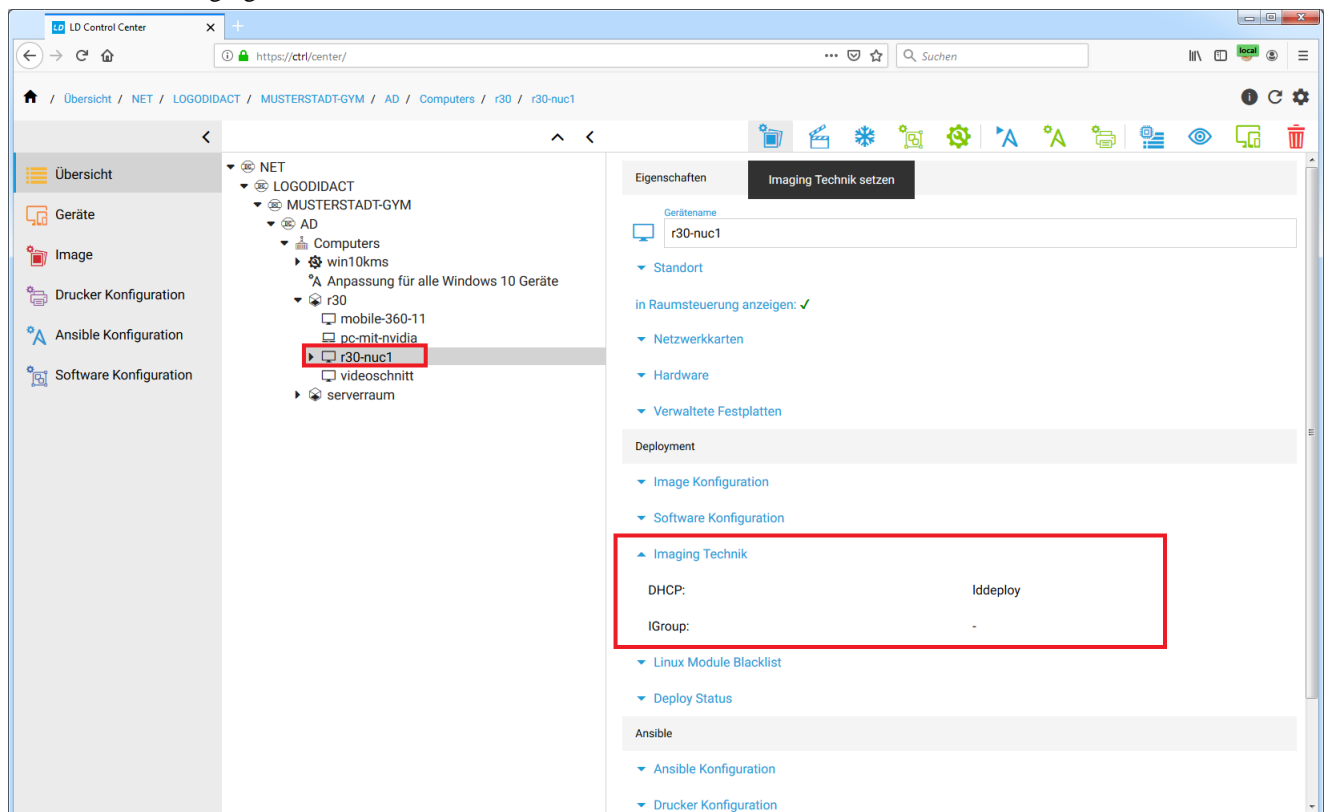 LD LD Control Center
https://ctrl/center/
Suchen
local
/ Übersicht / NET / LOGODIDACT / MUSTERSTADT-GYM / AD / Computers / r30 / r30-nuc1
Übersicht
Geräte
Image
Drucker Konfiguration
Ansible Konfiguration
Software Konfiguration
NET
LOGODIDACT
MUSTERSTADT-GYM
AD
Computers
win10kms
Anpassung für alle Windows 10 Geräte
r30
mobile-360-11
pc-mit-nvidia
r30-nuc1
videoschnitt
serverraum
Eigenschaften
Imaging Technik setzen
Gerätename
r30-nuc1
Standort
in Raumsteuerung anzeigen: ✓
Netzwerkkarten
Hardware
Verwaltete Festplatten
Deployment
Image Konfiguration
Software Konfiguration
Imaging Technik
DHCP: lddeploy
IGroup: -
Linux Module Blacklist
Deploy Status
Ansible
Ansible Konfiguration
Drucker Konfiguration